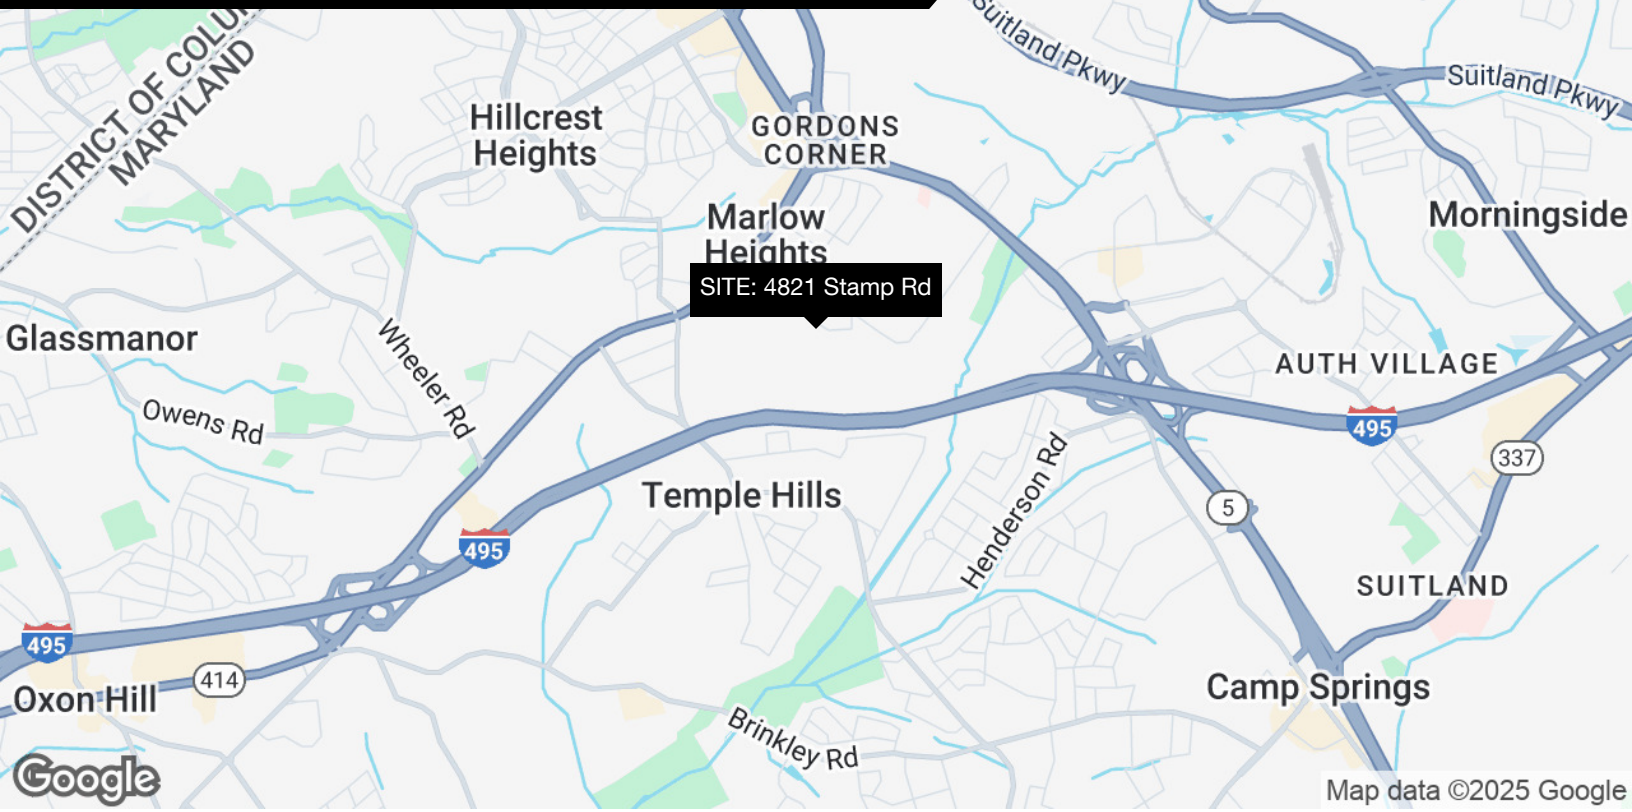 DISTRICT OF COLU
MARYLAND
Suitland Pkwy
Suitland Pkwy
Hillcrest
Heights
GORDONS
CORNER
Marlow
Heights
Morningside
SITE: 4821 Stamp Rd
Glassmanor
Wheeler Rd
AUTH VILLAGE
Owens Rd
495
337
Temple Hills
Henderson Rd
5
495
SUITLAND
495
414
Oxon Hill
Camp Springs
Brinkley Rd
Google
Map data ©2025 Google